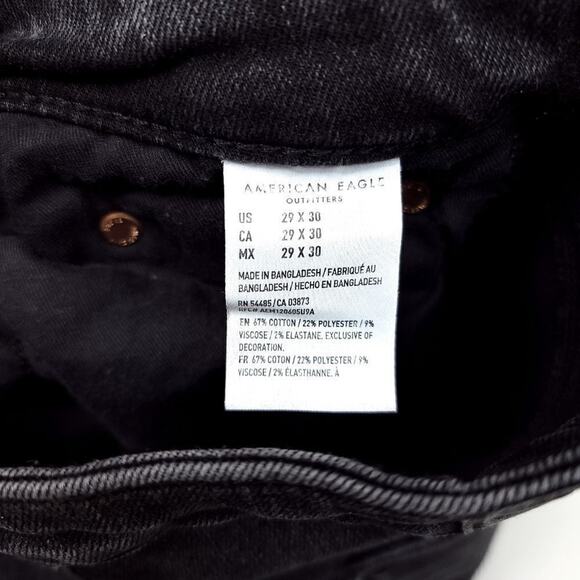 AMERICAN EAGLE
OUTFITTERS
US 29 X 30
CA 29 X 30
MX 29 X 30
MADE IN BANGLADESH / FABRIQUÉ AU
BANGLADESH / HECHO EN BANGLADESH
RN 54485 / CA 03873
RFC# AEM120605U9A
EN: 67% COTTON / 22% POLYESTER / 9%
VISCOSE / 2% ELASTANE. EXCLUSIVE OF
DECORATION.
FR: 67% COTON / 22% POLYESTER / 9%
VISCOSE / 2% ÉLASTHANNE. À